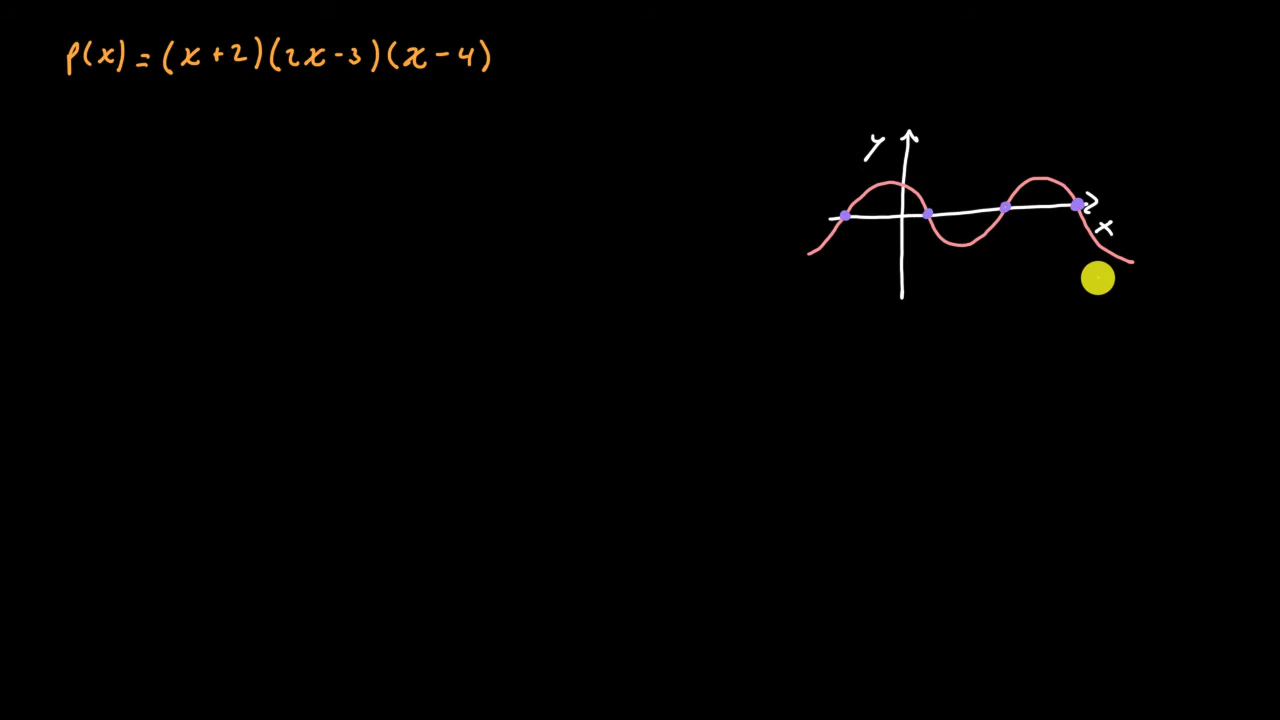 p(x) = (x+2)(2x-3)(x-4)
y
x